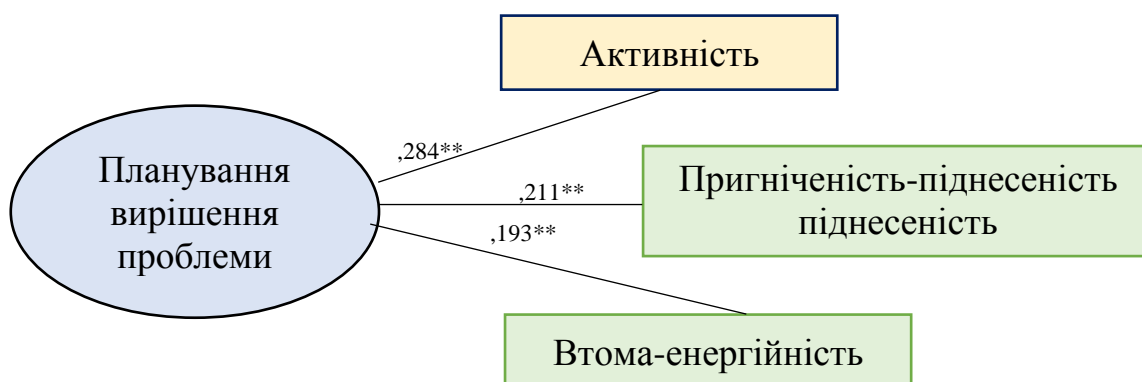 Активність
,284**
Планування
вирішення
проблеми
,211**
Пригніченість-піднесеність
піднесеність
,193**
Втома-енергійність